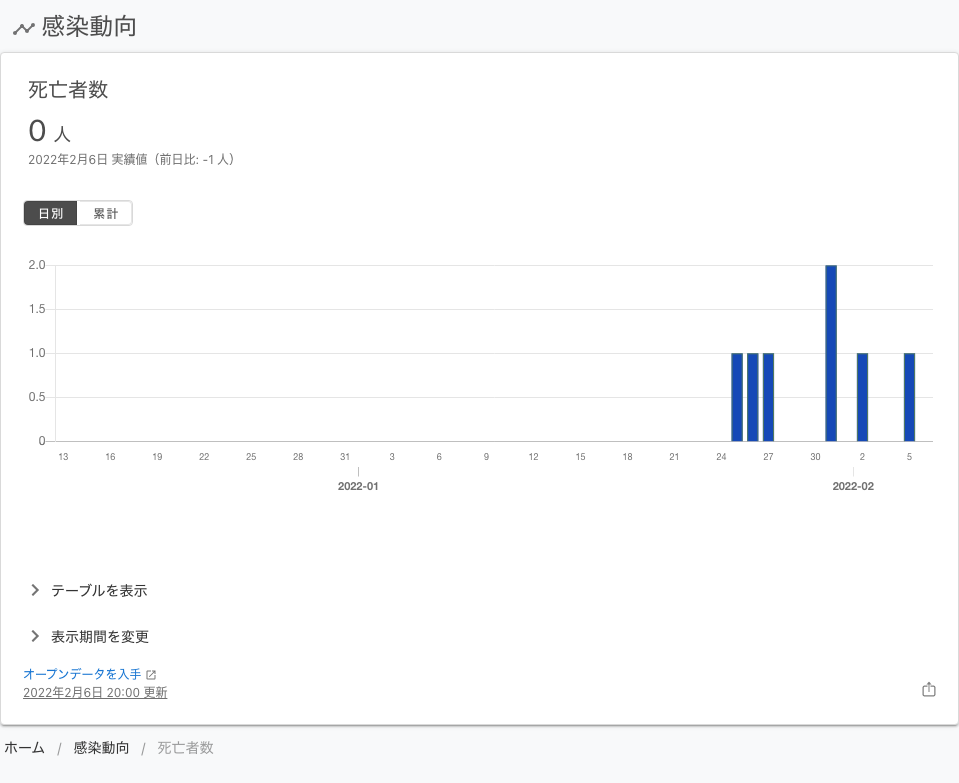 感染動向
死亡者数
0 人
2022年2月6日 実績値（前日比: -1 人）
日別 累計
2.0
1.5
1.0
0.5
0
13 16 19 22 25 28 31 3 6 9 12 15 18 21 24 27 30 2 5
2022-01 2022-02
テーブルを表示
表示期間を変更
オープンデータを入手
2022年2月6日 20:00 更新
ホーム / 感染動向 / 死亡者数